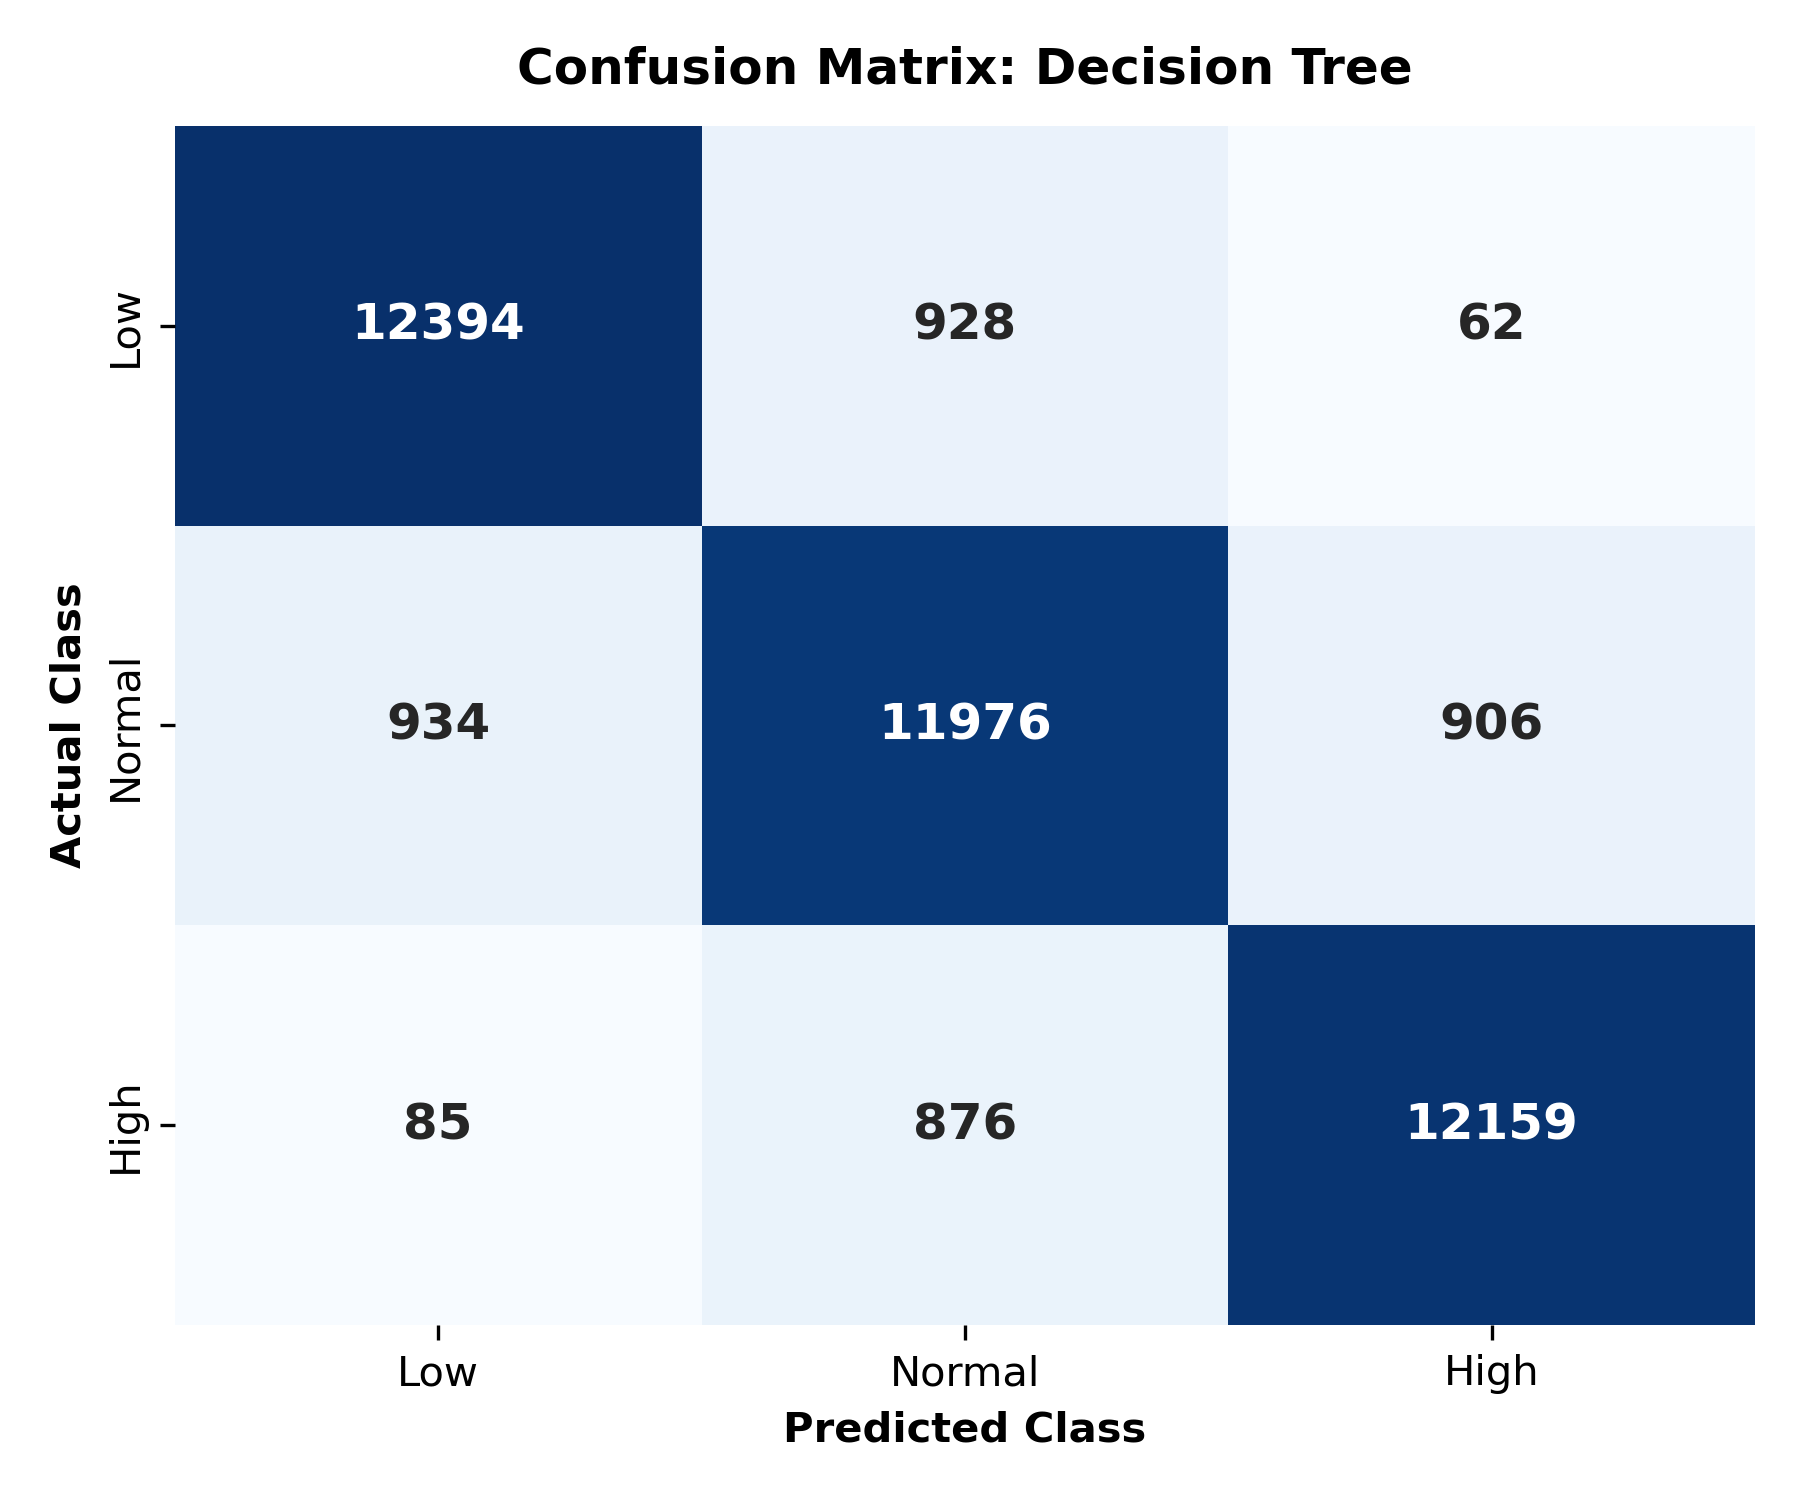 Confusion Matrix: Decision Tree
Actual Class
Low
12394 928 62
Normal
934 11976 906
High
85 876 12159
Low Normal High
Predicted Class